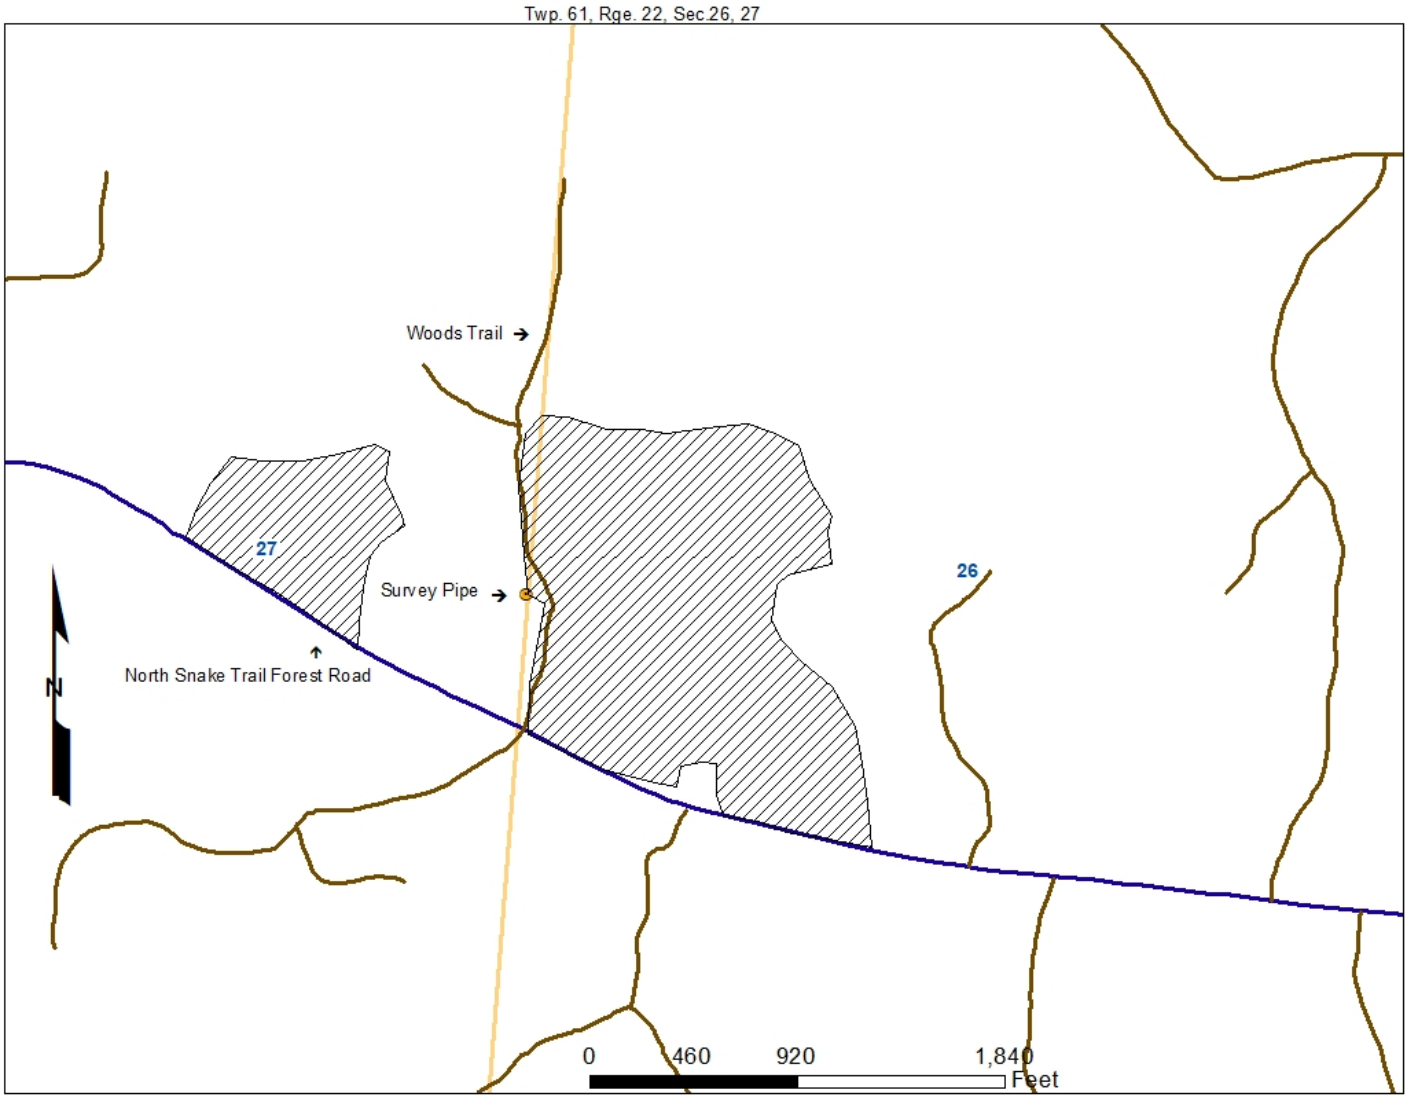 Twp. 61, Rge. 22, Sec.26, 27
Woods Trail
27
26
Survey Pipe
North Snake Trail Forest Road
N
0 460 920 1,840
Feet